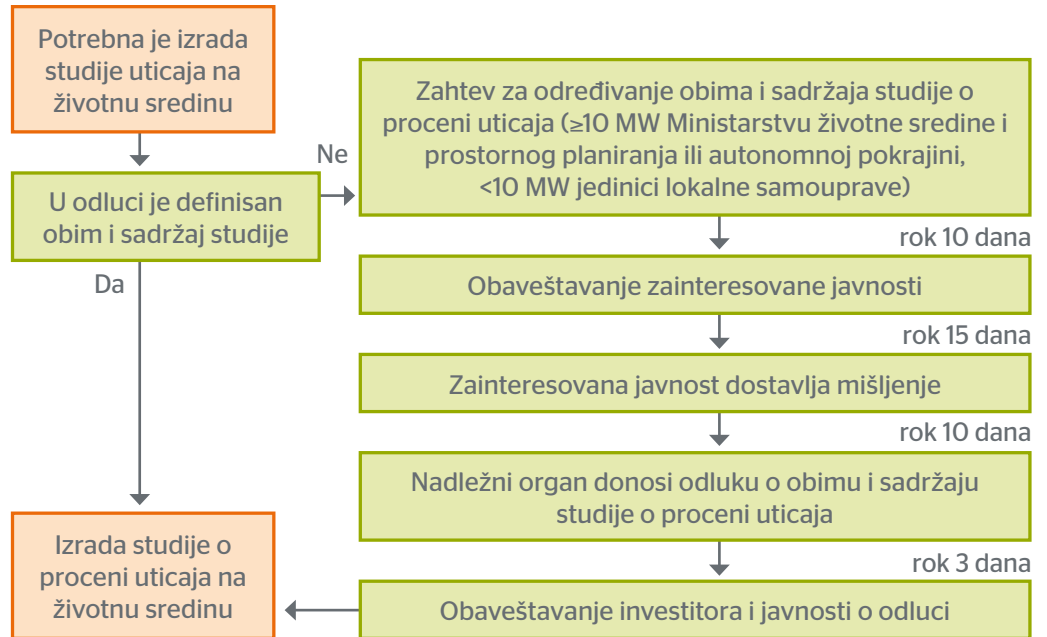 Potrebna je izrada
studije uticaja na
životnu sredinu
U odluci je definisan
obim i sadržaj studije
Ne
Da
Zahtev za određivanje obima i sadržaja studije o
proceni uticaja (≥10 MW Ministarstvu životne sredine i
prostornog planiranja ili autonomnoj pokrajini,
<10 MW jedinici lokalne samouprave)
rok 10 dana
Obaveštavanje zainteresovane javnosti
rok 15 dana
Zainteresovana javnost dostavlja mišljenje
rok 10 dana
Nadležni organ donosi odluku o obimu i sadržaju
studije o proceni uticaja
rok 3 dana
Obaveštavanje investitora i javnosti o odluci
Izrada studije o
proceni uticaja na
životnu sredinu